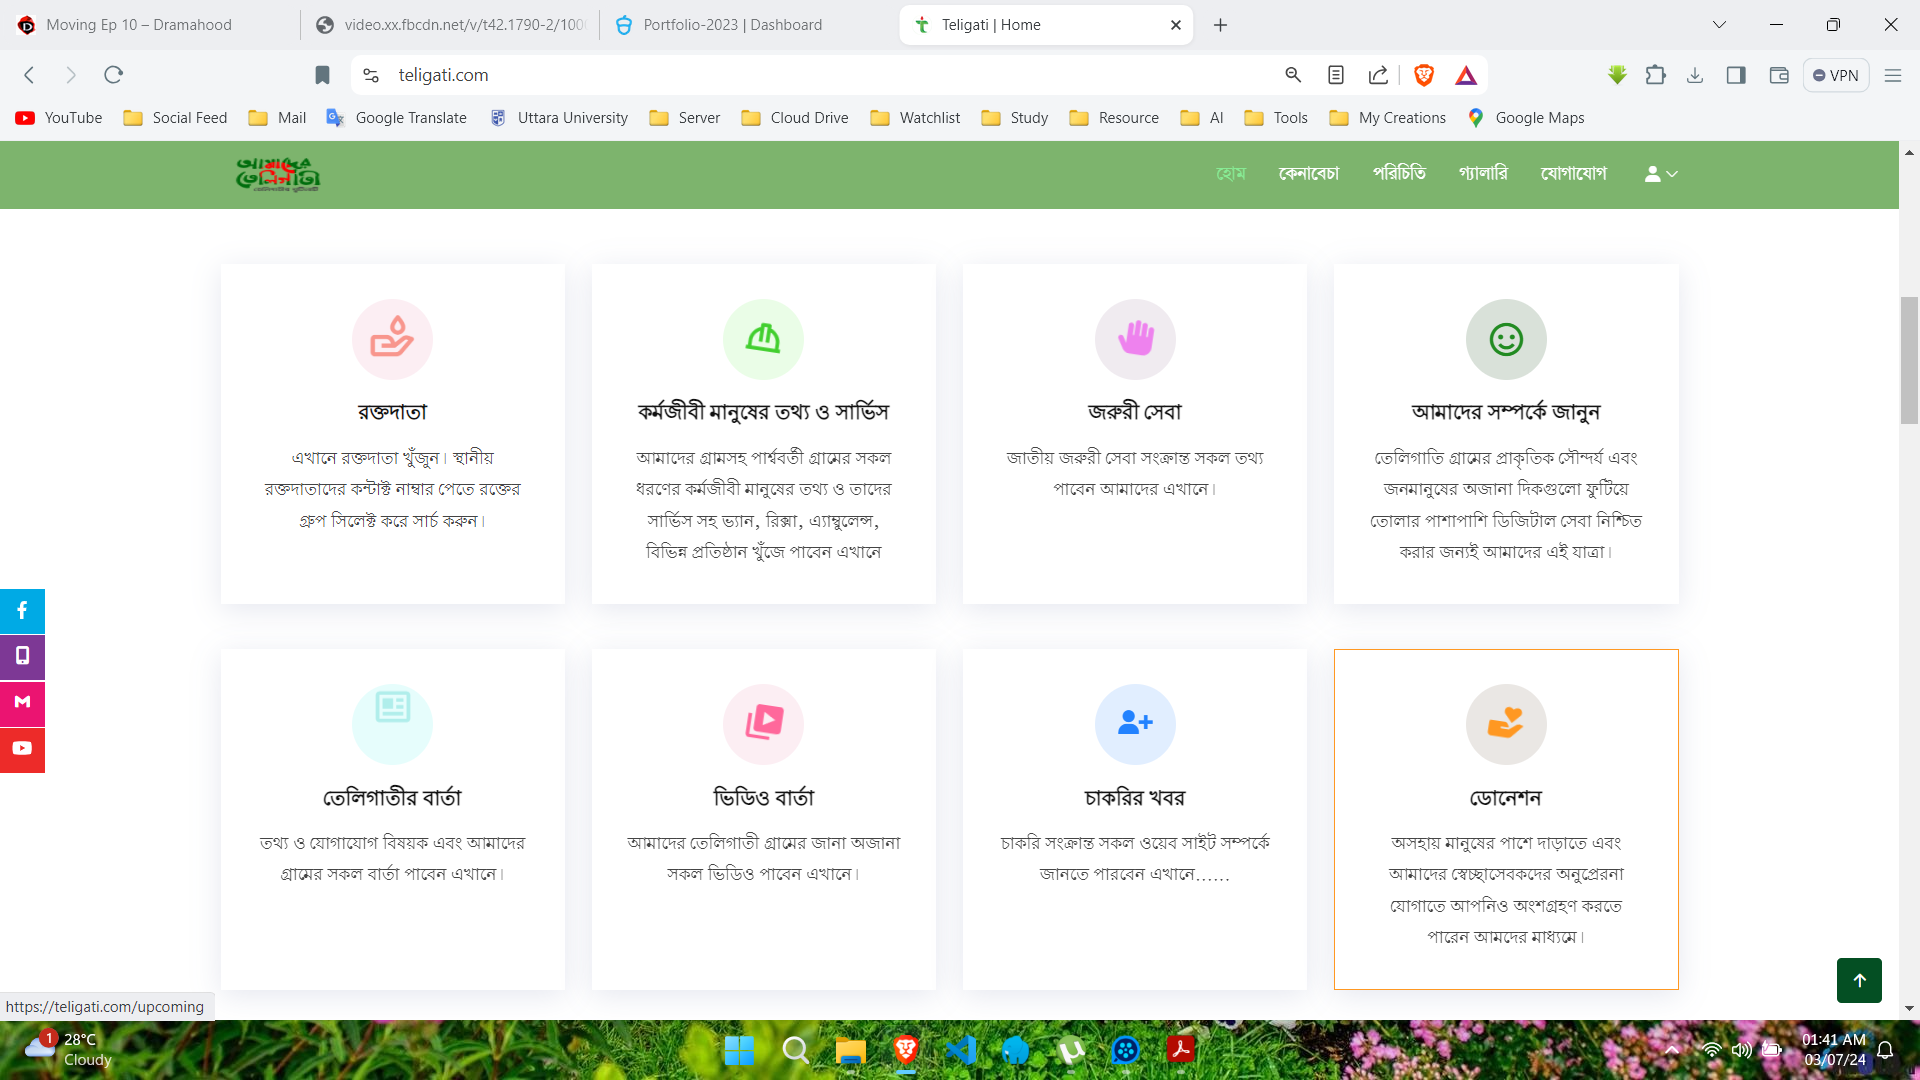 Moving Ep 10 – Dramahood
video.xx.fbcdn.net/v/t42.1790-2/100
Portfolio-2023 | Dashboard
Teligati | Home
teligati.com
VPN
YouTube
Social Feed
Mail
Google Translate
Uttara University
Server
Cloud Drive
Watchlist
Study
Resource
AI
Tools
My Creations
Google Maps
আমাদের
তেলিগাতী
হোম
কেনাবেচা
পরিচিতি
গ্যালারি
যোগাযোগ
রক্তদাতা
এখানে রক্তদাতা খুঁজুন। স্থানীয়
রক্তদাতাদের কন্টাক্ট নাম্বার পেতে রক্তের
গ্রুপ সিলেক্ট করে সার্চ করুন।
কর্মজীবী মানুষের তথ্য ও সার্ভিস
আমাদের গ্রামসহ পার্শ্ববর্তী গ্রামের সকল
ধরণের কর্মজীবী মানুষের তথ্য ও তাদের
সার্ভিস সহ ভ্যান, রিক্সা, এ্যাম্বুলেন্স,
বিভিন্ন প্রতিষ্ঠান খুঁজে পাবেন এখানে
জরুরী সেবা
জাতীয় জরুরী সেবা সংক্রান্ত সকল তথ্য
পাবেন আমাদের এখানে।
আমাদের সম্পর্কে জানুন
তেলিগাতি গ্রামের প্রাকৃতিক সৌন্দর্য এবং
জনমানুষের অজানা দিকগুলো ফুটিয়ে
তোলার পাশাপাশি ডিজিটাল সেবা নিশ্চিত
করার জন্যই আমাদের এই যাত্রা।
তেলিগাতীর বার্তা
তথ্য ও যোগাযোগ বিষয়ক এবং আমাদের
গ্রামের সকল বার্তা পাবেন এখানে।
ভিডিও বার্তা
আমাদের তেলিগাতী গ্রামের জানা অজানা
সকল ভিডিও পাবেন এখানে।
চাকরির খবর
চাকরি সংক্রান্ত সকল ওয়েব সাইট সম্পর্কে
জানতে পারবেন এখানে......
ডোনেশন
অসহায় মানুষের পাশে দাড়াতে এবং
আমাদের স্বেচ্ছাসেবকদের অনুপ্রেরনা
যোগাতে আপনিও অংশগ্রহণ করতে
পারেন আমদের মাধ্যমে।
https://teligati.com/upcoming
1
28°C
Cloudy
01:41 AM
03/07/24